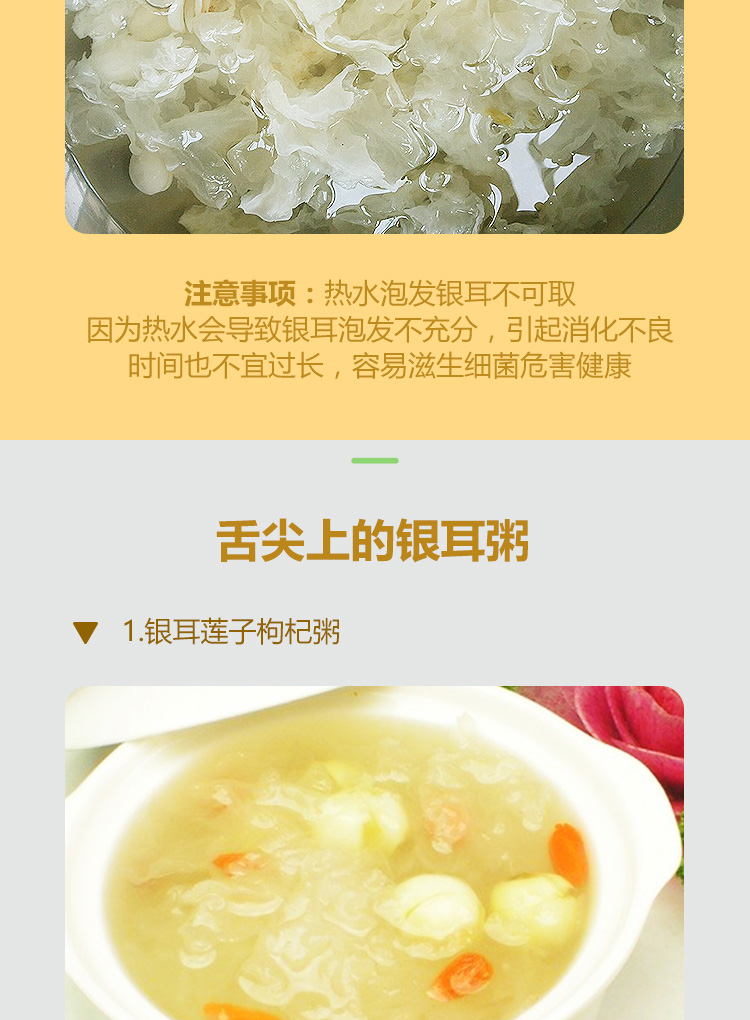 注意事项：热水泡发银耳不可取
因为热水会导致银耳泡发不充分，引起消化不良
时间也不宜过长，容易滋生细菌危害健康
舌尖上的银耳粥
1.银耳莲子枸杞粥